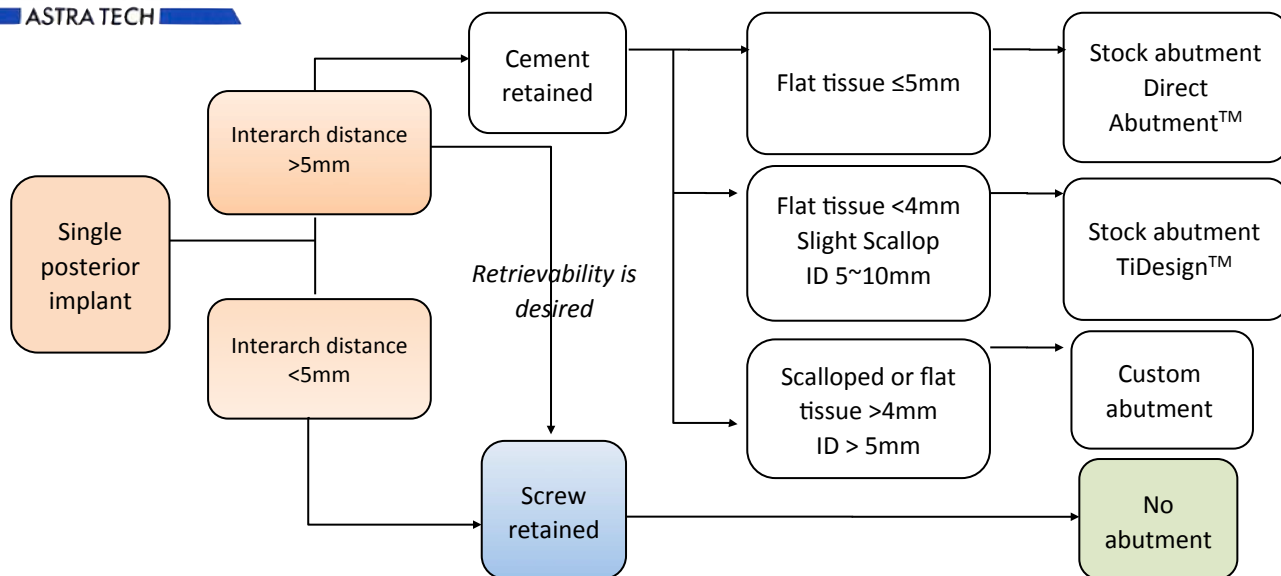 ASTRA TECH
Single
posterior
implant
Interarch distance
>5mm
Interarch distance
<5mm
Cement
retained
Retrievability is
desired
Screw
retained
Flat tissue ≤5mm
Flat tissue <4mm
Slight Scallop
ID 5~10mm
Scalloped or flat
tissue >4mm
ID > 5mm
Stock abutment
Direct
Abutment™
Stock abutment
TiDesign™
Custom
abutment
No
abutment